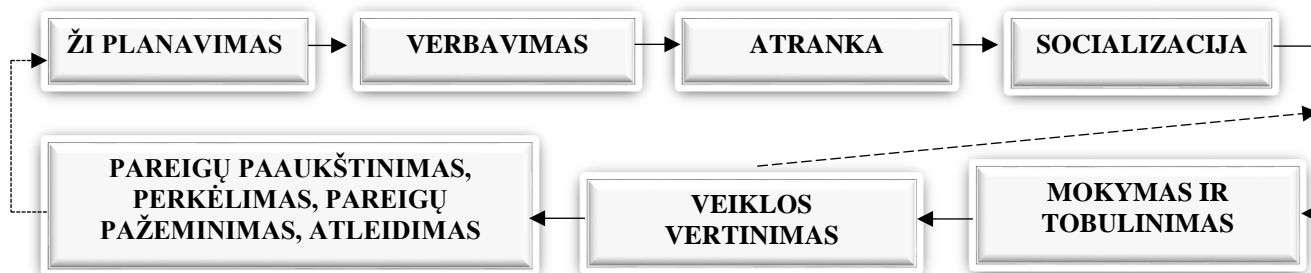 ŽI PLANAVIMAS
VERBAVIMAS
ATRANKA
SOCIALIZACIJA
PAREIGŲ PAAUKŠTINIMAS,
PERKĖLIMAS, PAREIGŲ
PAŽEMINIMAS, ATLEIDIMAS
VEIKLOS
VERTINIMAS
MOKYMAS IR
TOBULINIMAS